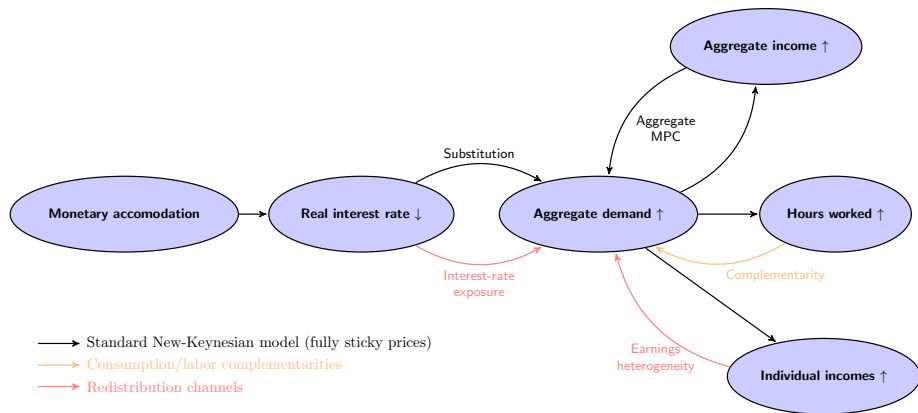 Aggregate income ↑
Aggregate
MPC
Substitution
Monetary accomodation
Real interest rate ↓
Aggregate demand ↑
Hours worked ↑
Interest-rate
exposure
Complementarity
Standard New-Keynesian model (fully sticky prices)
Consumption/labor complementarities
Redistribution channels
Earnings
heterogeneity
Individual incomes ↑